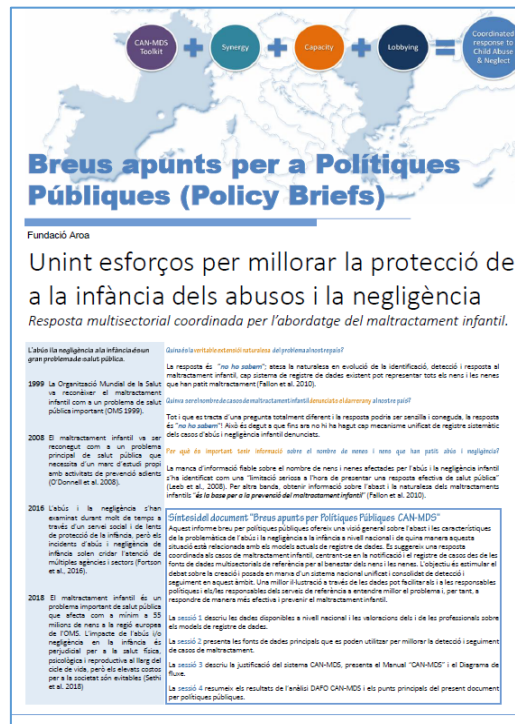 CAN-MDS
Toolkit
Synergy
Capacity
Lobbying
Coordinated
response to
Child Abuse
& Neglect
Breus apunts per a Polítiques
Públiques (Policy Briefs)
Fundació Aroa
Unint esforços per millorar la protecció de
a la infància dels abusos i la negligència
Resposta multisectorial coordinada per l'abordatge del maltractament infantil.
L'abús i la negligència a la infància és un
gran problema de salut pública.
1999 La Organització Mundial de la Salut
va reconèixer el maltractament
infantil com a un problema de salut
pública important (OMS 1999).
2008 El maltractament infantil va ser
reconegut com a un problema
principal de salut pública que
necessita d'un marc d'estudi propi
amb activitats de prevenció adients
(O'Donnell et al. 2008).
2016 L'abús i la negligència s'han
examinat durant molt de temps a
través d'un servei social i de lents
de protecció de la infància, però els
incidents d'abús i negligència de
infància solen cridar l'atenció de
múltiples agències i sectors (Fortson
et al., 2016).
2018 El maltractament infantil és un
problema important de salut pública
que afecta com a mínim a 55
milions de nens a la regió europea
de l'OMS. L'impacte de l'abús i/o
negligència en la infància és
perjudicial per a la salut física,
psicològica i reproductiva al llarg del
cicle de vida, però els elevats costos
per a la societat són evitables (Sethi
et al. 2018)
Quina és la veritable extensió i naturalesa del problema al nostre país?
La resposta és "no ho sabem"; atesa la naturalesa en evolució de la identificació, detecció i resposta al
maltractament infantil, cap sistema de registre de dades existent pot representar tots els nens i les nenes
que han patit maltractament (Fallon et al. 2010).
Quin va ser el nombre de casos de maltractament infantil denunciats el darrer any al nostre país?
Tot i que es tracta d'una pregunta totalment diferent i la resposta podria ser senzilla i coneguda, la resposta
és "no ho sabem"! Això és degut a que fins ara no hi ha hagut cap mecanisme unificat de registre sistemàtic
dels casos d'abús i negligència infantil denunciats.
Per què és important tenir informació sobre el nombre de nenes i nens que han patit abús i negligència?
La manca d'informació fiable sobre el nombre de nens i nenes afectades per l'abús i la negligència infantil
s'ha identificat com una "limitació seriosa a l'hora de presentar una resposta efectiva de salut pública"
(Leeb et al., 2008). Per altra banda, obtenir informació sobre l'abast i la naturalesa dels maltractaments
infantils "és la base per a la prevenció del maltractament infantil" (Fallon et al. 2010).
Síntesi del document "Breus apunts per Polítiques Públiques CAN-MDS"
Aquest informe breu per polítiques públiques ofereix una visió general sobre l'abast i les característiques
de la problemàtica de l'abús i la negligència a la infància a nivell nacional i de quina manera aquesta
situació està relacionada amb els models actuals de registre de dades. Es suggereix una resposta
coordinada als casos de maltractament infantil, centrant-se en la notificació i el registre de casos des de les
fonts de dades multisectorials de referència per al benestar dels nens i les nenes. L'objectiu és estimular el
debat sobre la creació i posada en marxa d'un sistema nacional unificat i consolidat de detecció i
seguiment en aquest àmbit. Una millor il·lustració a través de les dades pot facilitar als i a les responsables
polítiques i els/les responsables dels serveis de referència a entendre millor el problema i, per tant, a
respondre de manera més efectiva i prevenir el maltractament infantil.
La sessió 1 descriu les dades disponibles a nivell nacional i les valoracions dels i de les professionals sobre
els models de registre de dades.
La sessió 2 presenta les fonts de dades principals que es poden utilitzar per millorar la detecció i seguiment
de casos de maltractament.
La sessió 3 descriu la justificació del sistema CAN-MDS, presenta el Manual "CAN-MDS" i el Diagrama de
fluxe.
La sessió 4 resumeix els resultats de l'anàlisi DAFO CAN-MDS i els punts principals del present document
per polítiques públiques.